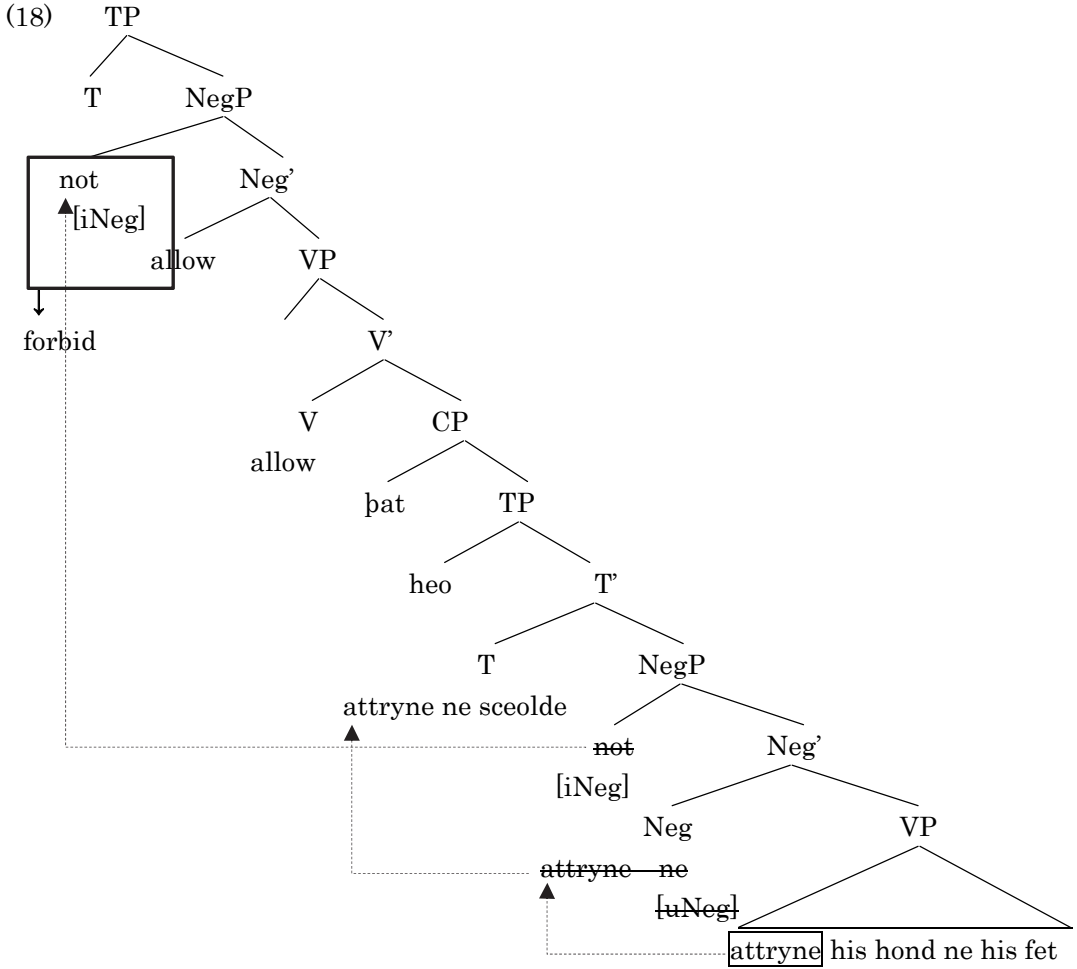 (18) TP
T NegP
not Neg’
[iNeg]
allow VP
forbid V’
V CP
allow
þat TP
heo T’
T NegP
attryne ne sceolde
not Neg’
[iNeg]
Neg VP
attryne ne
[uNeg]
attryne his hond ne his fet